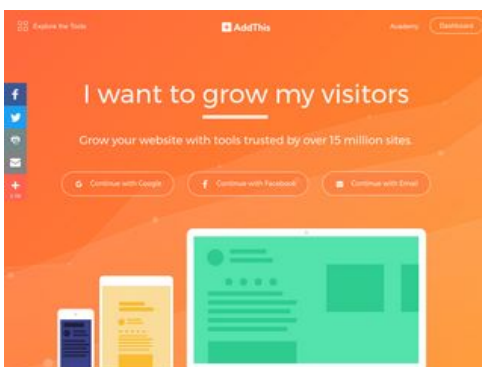 Explore the Tools
AddThis
Academy
Dashboard
I want to grow my visitors
Grow your website with tools trusted by over 15 million sites.
Continue with Google
Continue with Facebook
Continue with Email